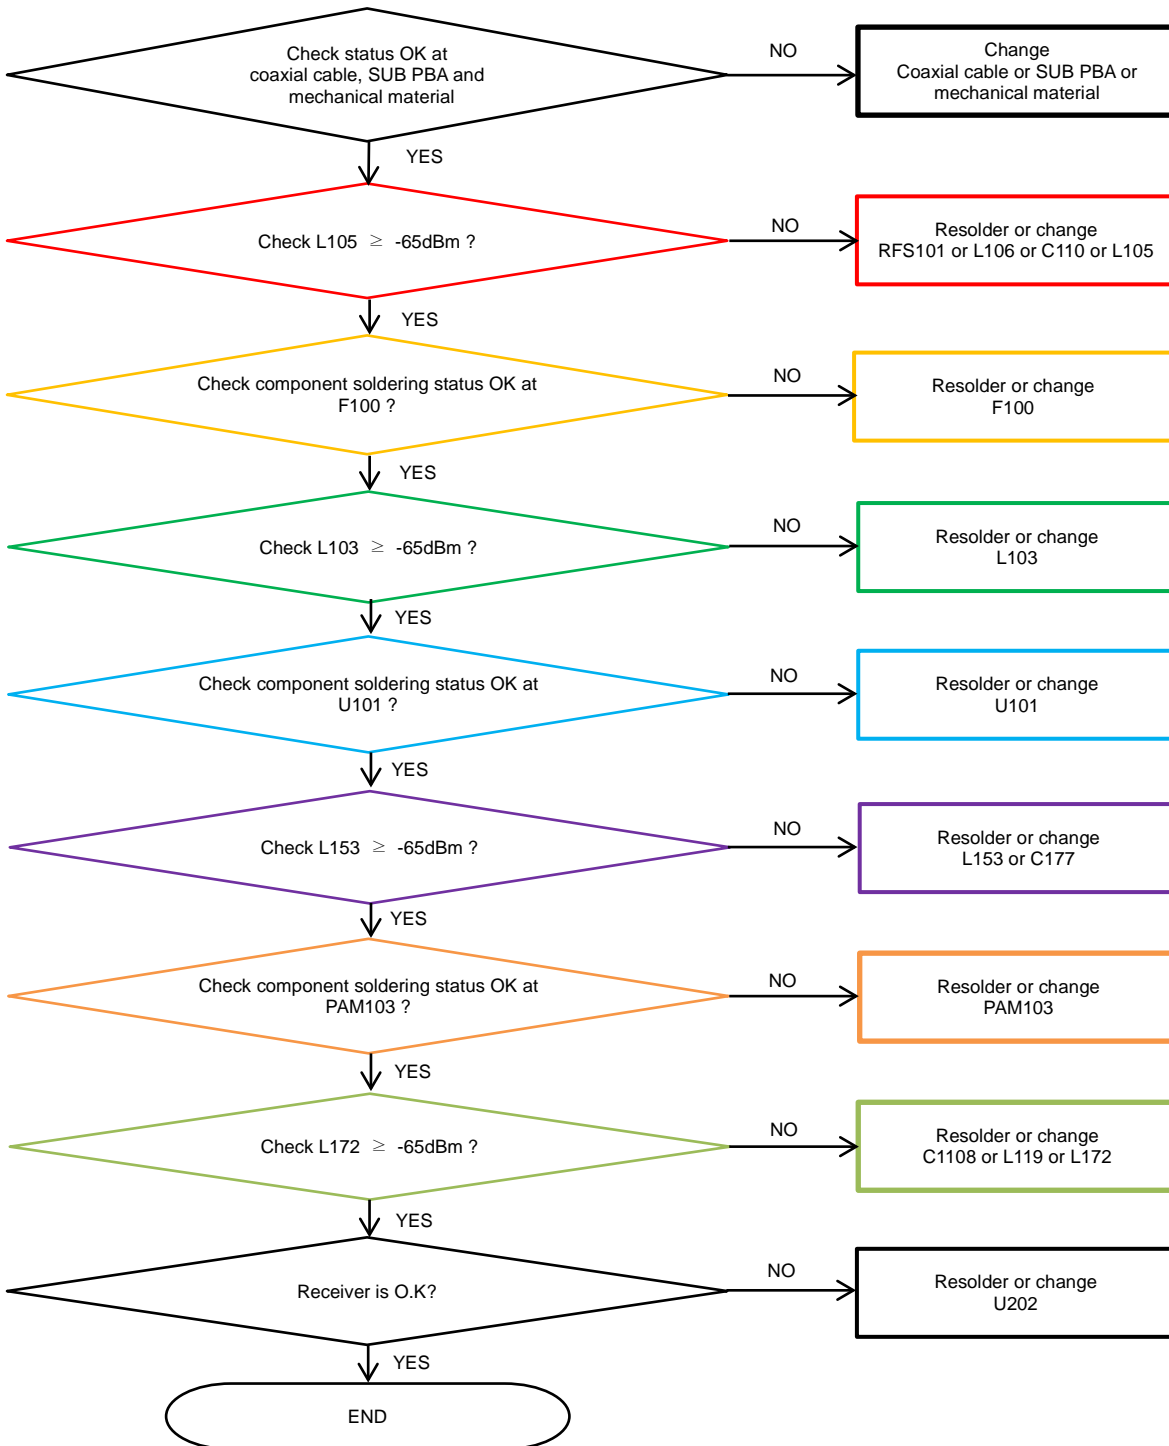 Check status OK at
coaxial cable, SUB PBA and
mechanical material
NO
Change
Coaxial cable or SUB PBA or
mechanical material
YES
Check L105 ≥ -65dBm ?
NO
Resolder or change
RFS101 or L106 or C110 or L105
YES
Check component soldering status OK at
F100 ?
NO
Resolder or change
F100
YES
Check L103 ≥ -65dBm ?
NO
Resolder or change
L103
YES
Check component soldering status OK at
U101 ?
NO
Resolder or change
U101
YES
Check L153 ≥ -65dBm ?
NO
Resolder or change
L153 or C177
YES
Check component soldering status OK at
PAM103 ?
NO
Resolder or change
PAM103
YES
Check L172 ≥ -65dBm ?
NO
Resolder or change
C1108 or L119 or L172
YES
Receiver is O.K?
NO
Resolder or change
U202
YES
END